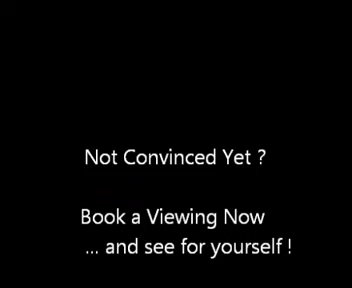 Not Convinced Yet ?
Book a Viewing Now
... and see for yourself !